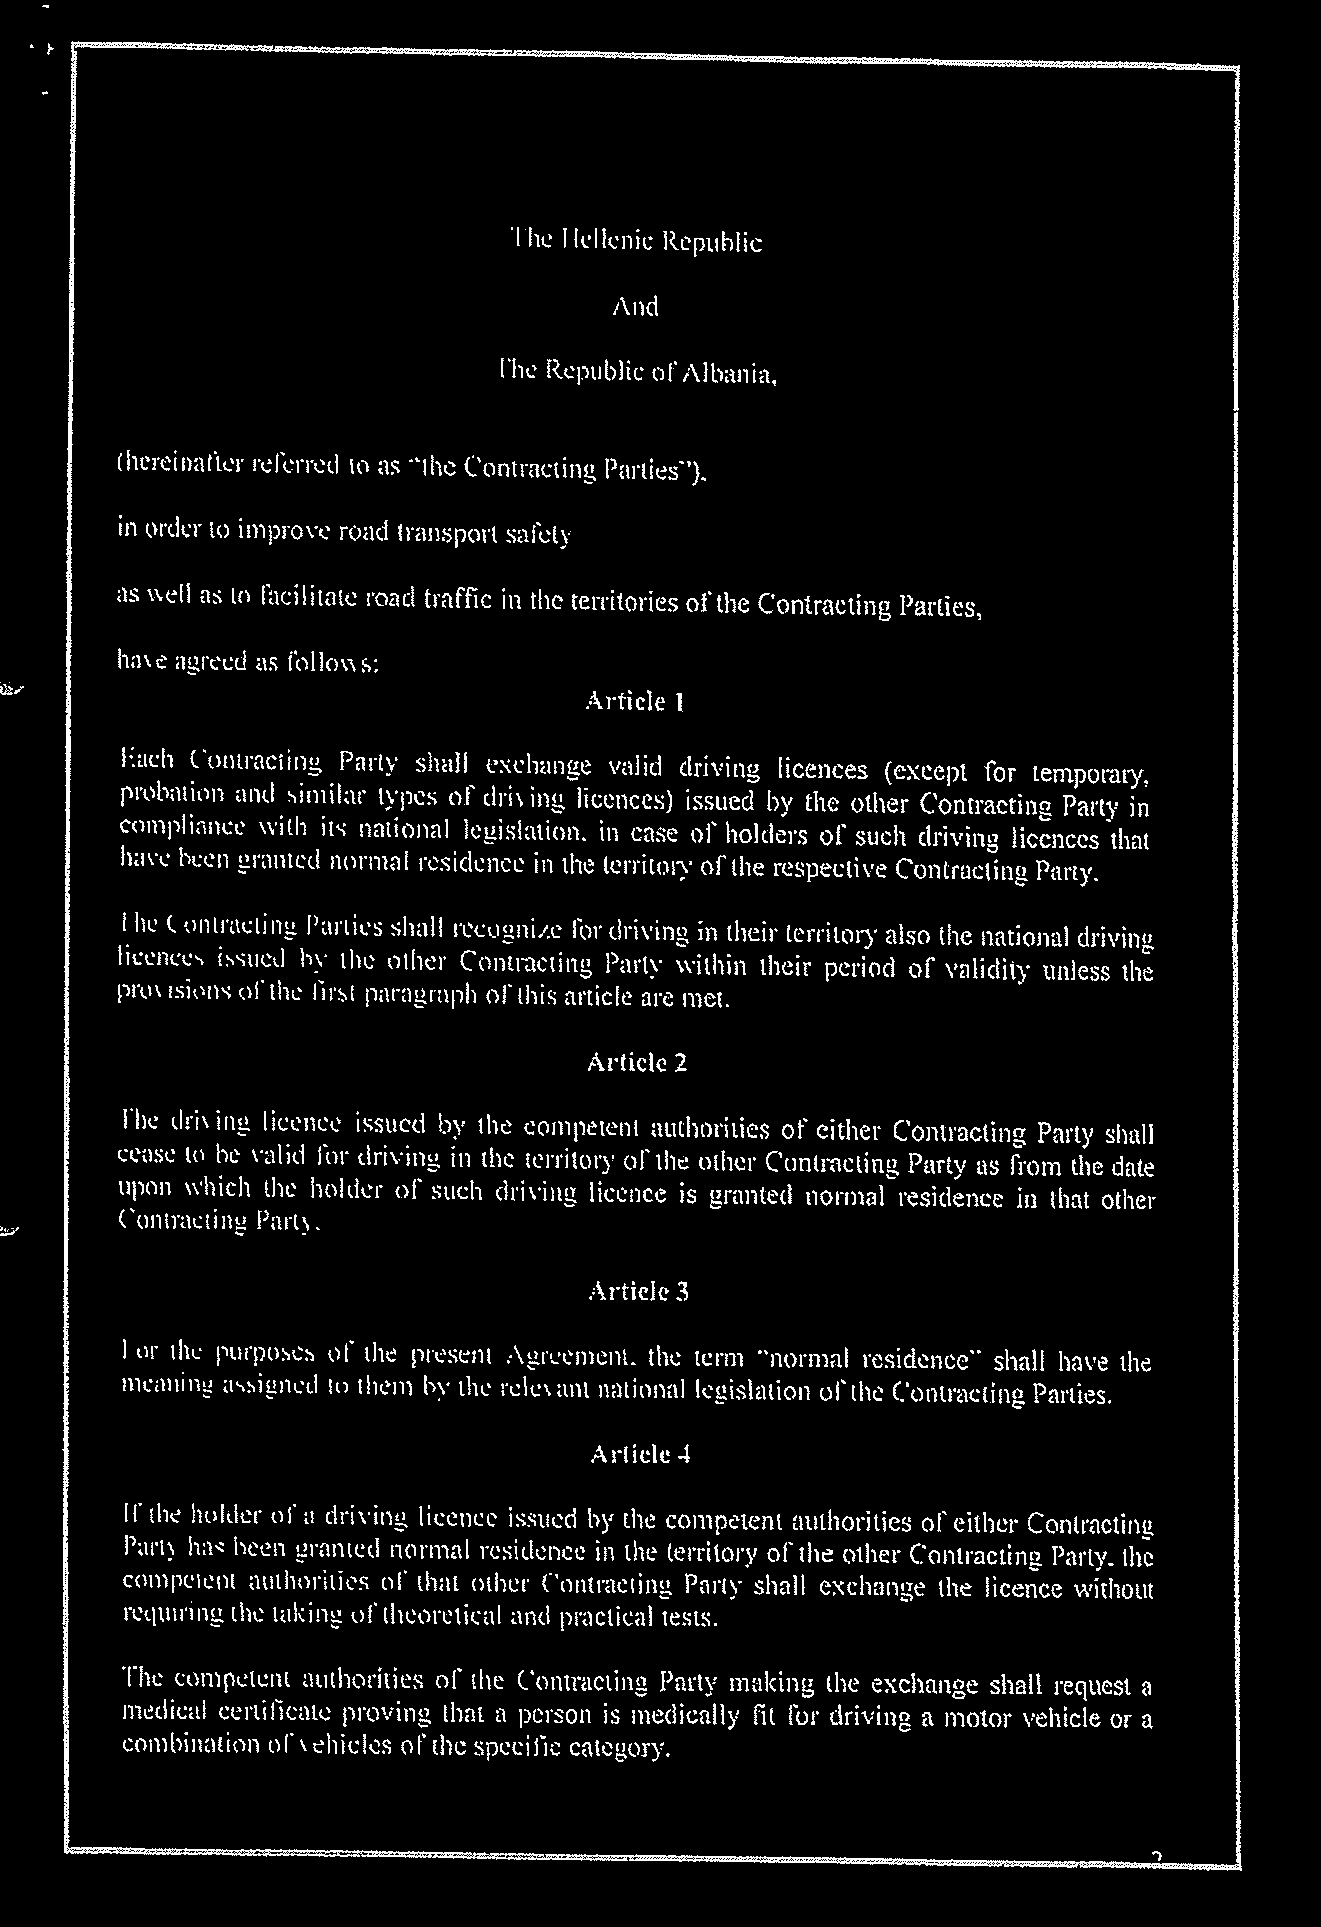 The Hellenic Republic
And
The Republic of Albania,
(hereinafter referred to as "the Contracting Parties"),
in order to improve road transport safety
as well as to facilitate road traffic in the territories of the Contracting Parties,
have agreed as follows:
Article 1
Each Contracting Party shall exchange valid driving licences (except for temporary,
probation and similar types of driving licences) issued by the other Contracting Party in
compliance with its national legislation, in case of holders of such driving licences that
have been granted normal residence in the territory of the respective Contracting Party.
The Contracting Parties shall recognize for driving in their territory also the national driving
licences issued by the other Contracting Party within their period of validity unless the
provisions of the first paragraph of this article are met.
Article 2
The driving licence issued by the competent authorities of either Contracting Party shall
cease to be valid for driving in the territory of the other Contracting Party as from the date
upon which the holder of such driving licence is granted normal residence in that other
Contracting Party.
Article 3
For the purposes of the present Agreement, the term "normal residence" shall have the
meaning assigned to them by the relevant national legislation of the Contracting Parties.
Article 4
If the holder of a driving licence issued by the competent authorities of either Contracting
Party has been granted normal residence in the territory of the other Contracting Party, the
competent authorities of that other Contracting Party shall exchange the licence without
requiring the taking of theoretical and practical tests.
The competent authorities of the Contracting Party making the exchange shall request a
medical certificate proving that a person is medically fit for driving a motor vehicle or a
combination of vehicles of the specific category.